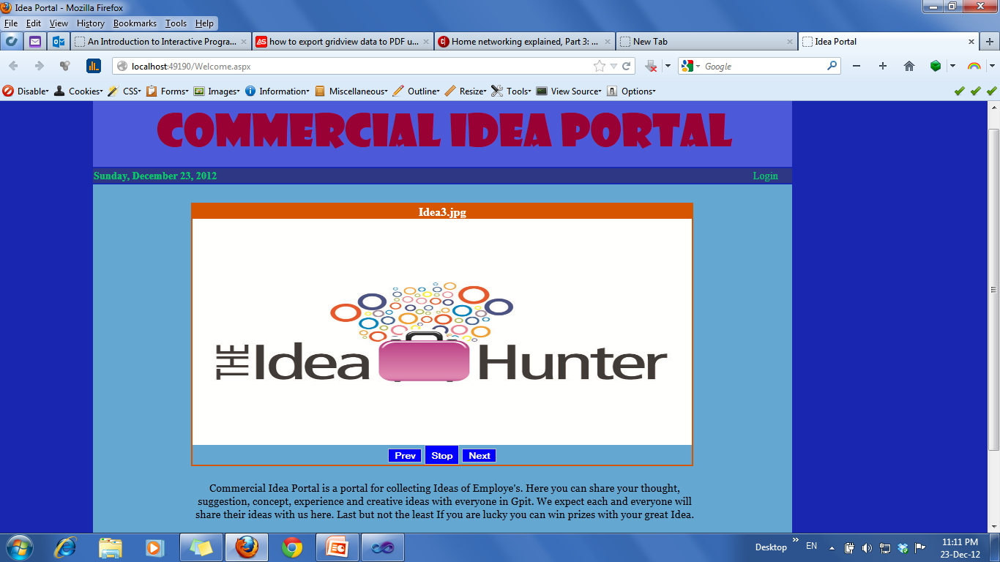 Idea Portal - Mozilla Firefox
File Edit View History Bookmarks Tools Help
An Introduction to Interactive Progra... how to export gridview data to PDF u... Home networking explained, Part 3: ... New Tab Idea Portal
localhost:49190/Welcome.aspx Google
Disable Cookies CSS Forms Images Information Miscellaneous Outline Resize Tools View Source Options
COMMERCIAL IDEA PORTAL
Sunday, December 23, 2012 Login
Idea3.jpg
THE Idea Hunter
Prev Stop Next
Commercial Idea Portal is a portal for collecting Ideas of Employe's. Here you can share your thought,
suggestion, concept, experience and creative ideas with everyone in Gpit. We expect each and everyone will
share their ideas with us here. Last but not the least If you are lucky you can win prizes with your great Idea.
Desktop EN 11:11 PM
23-Dec-12